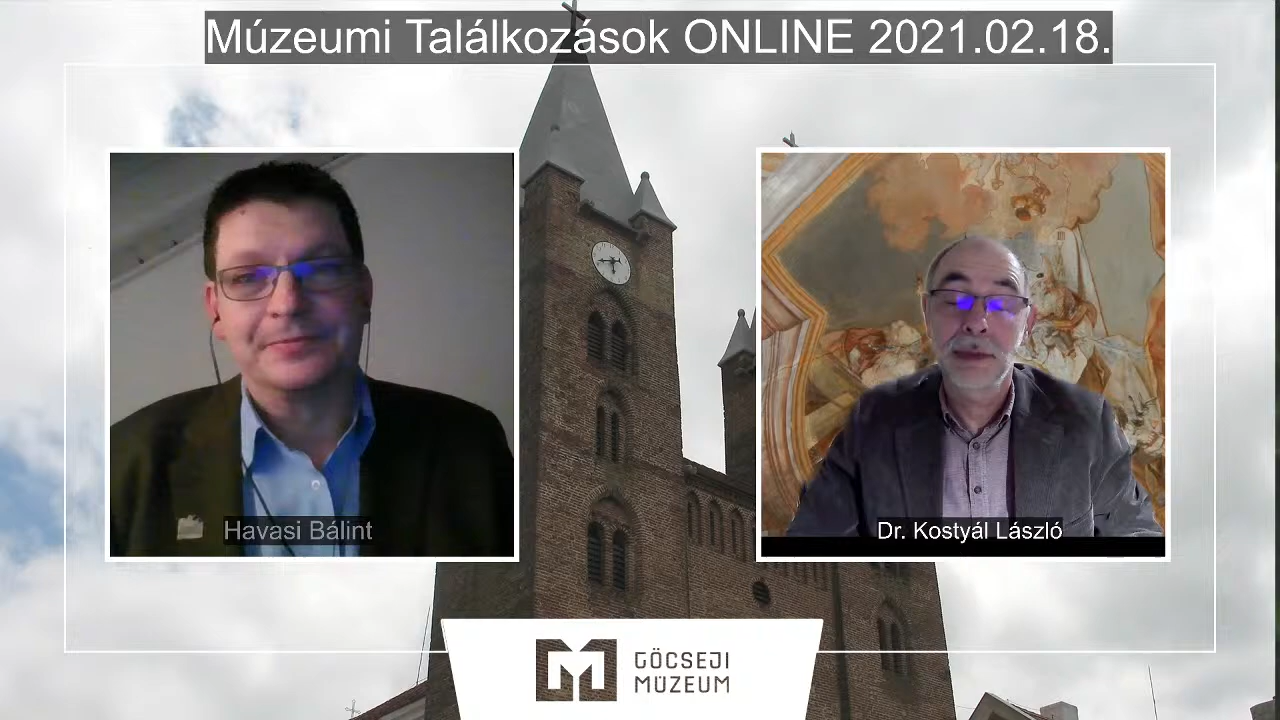 Múzeumi Találkozások ONLINE 2021.02.18.
Havasi Bálint
Dr. Kostyál László
GÖCSEJI
MÚZEUM